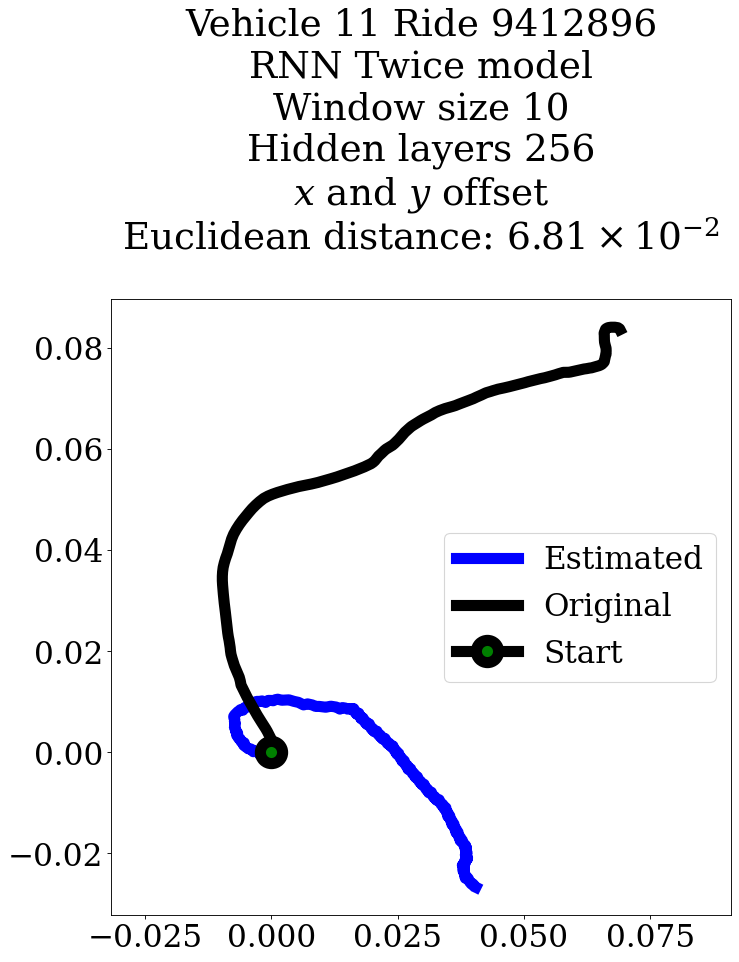 Vehicle 11 Ride 9412896
RNN Twice model
Window size 10
Hidden layers 256
x and y offset
Euclidean distance: 6.81 × 10⁻²
0.08
0.06
0.04
0.02
0.00
−0.02
Estimated
Original
Start
−0.025 0.000 0.025 0.050 0.075